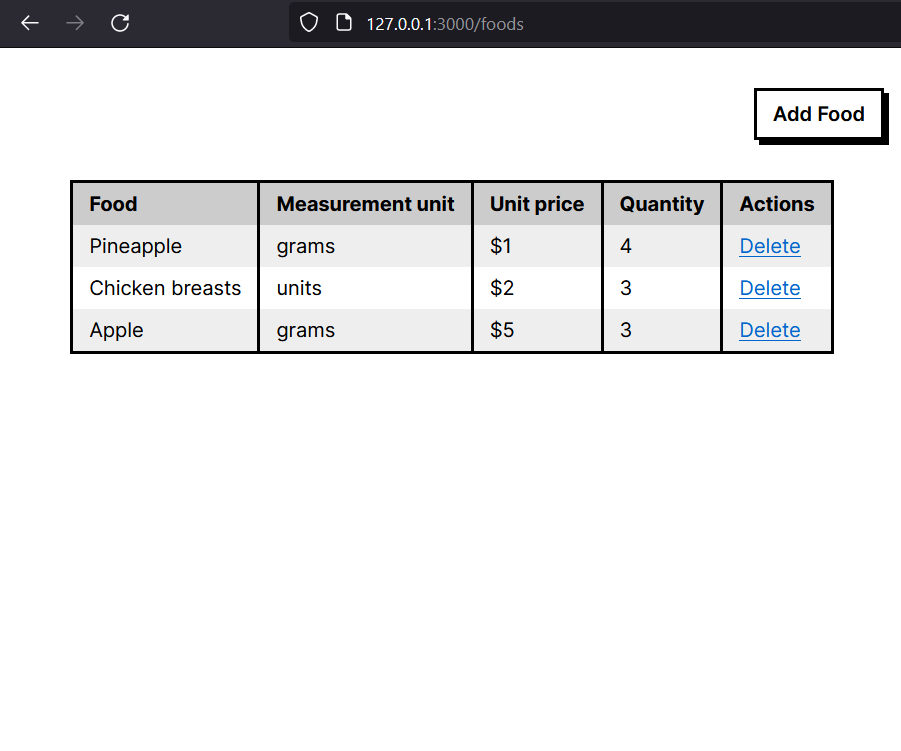 127.0.0.1:3000/foods
Add Food
Food Measurement unit Unit price Quantity Actions
Pineapple grams $1 4 Delete
Chicken breasts units $2 3 Delete
Apple grams $5 3 Delete